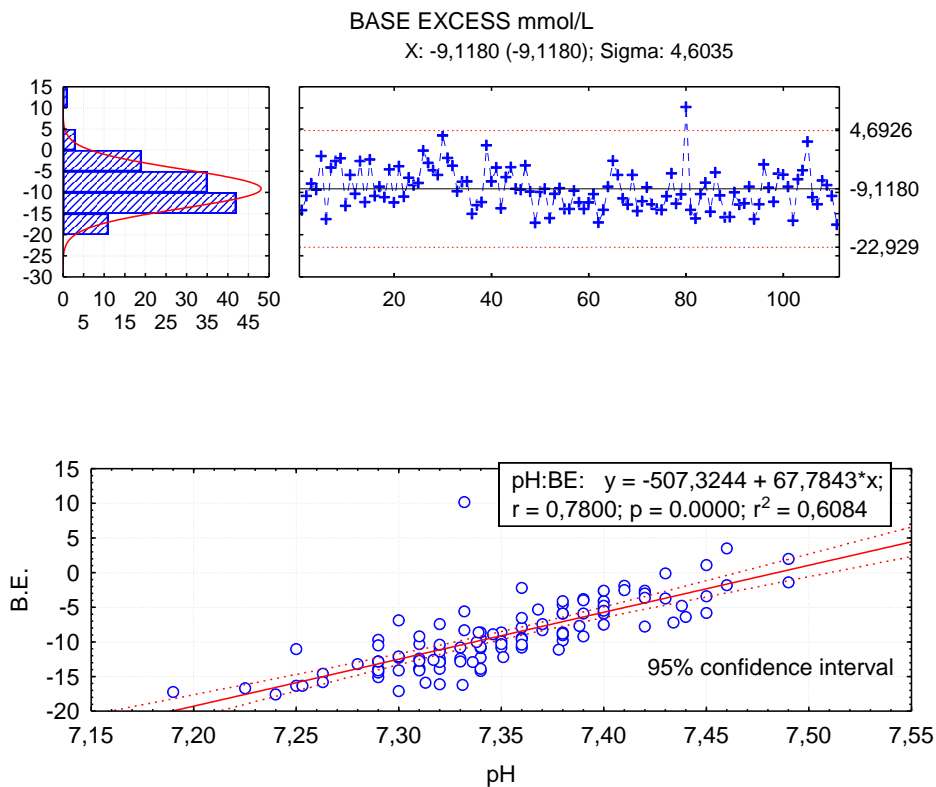 BASE EXCESS mmol/L
X: -9,1180 (-9,1180); Sigma: 4,6035
15
10
5
0
-5
-10
-15
-20
-25
-30
0 10 20 30 40 50
5 15 25 35 45
4,6926
-9,1180
-22,929
20 40 60 80 100
pH:BE: y = -507,3244 + 67,7843*x;
r = 0,7800; p = 0.0000; r² = 0,6084
15
10
5
0
-5
-10
-15
-20
B.E.
95% confidence interval
7,15 7,20 7,25 7,30 7,35 7,40 7,45 7,50 7,55
pH